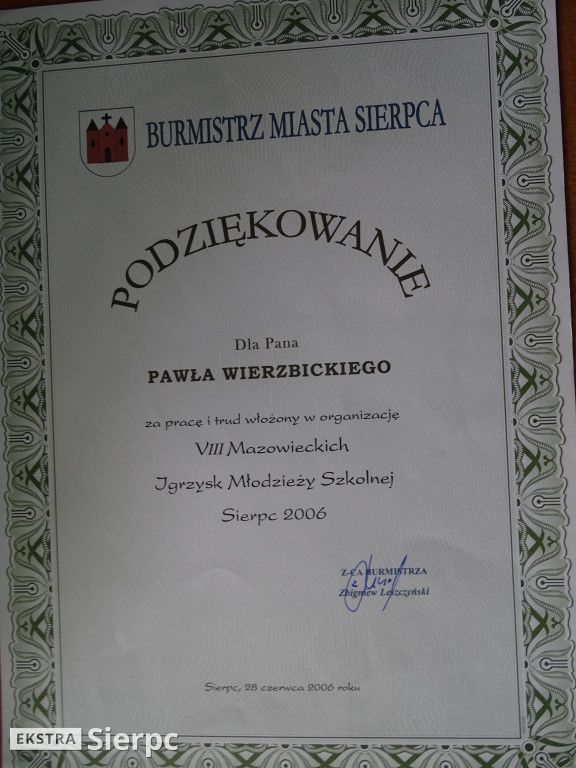 BURMISTRZ MIASTA SIERPCA
PODZIĘKOWANIE
Dla Pana
PAWŁA WIERZBICKIEGO
za pracę i trud włożony w organizację
VIII Mazowieckich
Igrzysk Młodzieży Szkolnej
Sierpc 2006
Z-CA BURMISTRZA
Zbigniew Leszczyński
Sierpc, 28 czerwca 2006 roku
EKSTRA Sierpc